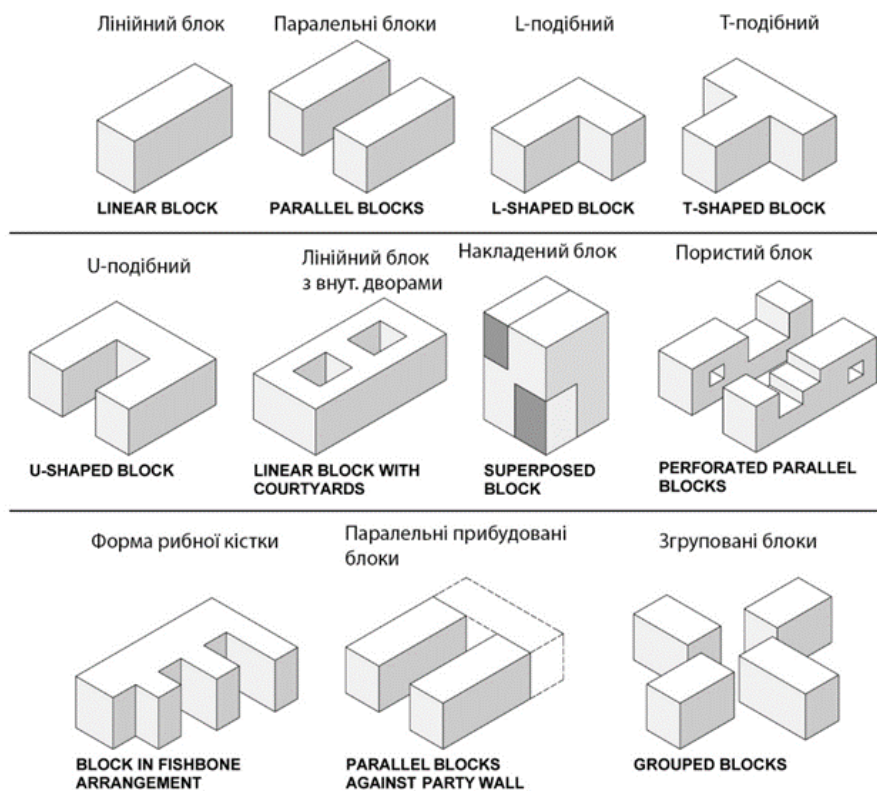 Лінійний блок
Паралельні блоки
L-подібний
Т-подібний
LINEAR BLOCK
PARALLEL BLOCKS
L-SHAPED BLOCK
T-SHAPED BLOCK
U-подібний
Лінійний блок
з внут. дворами
Накладений блок
Пористий блок
U-SHAPED BLOCK
LINEAR BLOCK WITH
COURTYARDS
SUPERPOSED
BLOCK
PERFORATED PARALLEL
BLOCKS
Форма рибної кістки
Паралельні прибудовані
блоки
Згруповані блоки
BLOCK IN FISHBONE
ARRANGEMENT
PARALLEL BLOCKS
AGAINST PARTY WALL
GROUPED BLOCKS